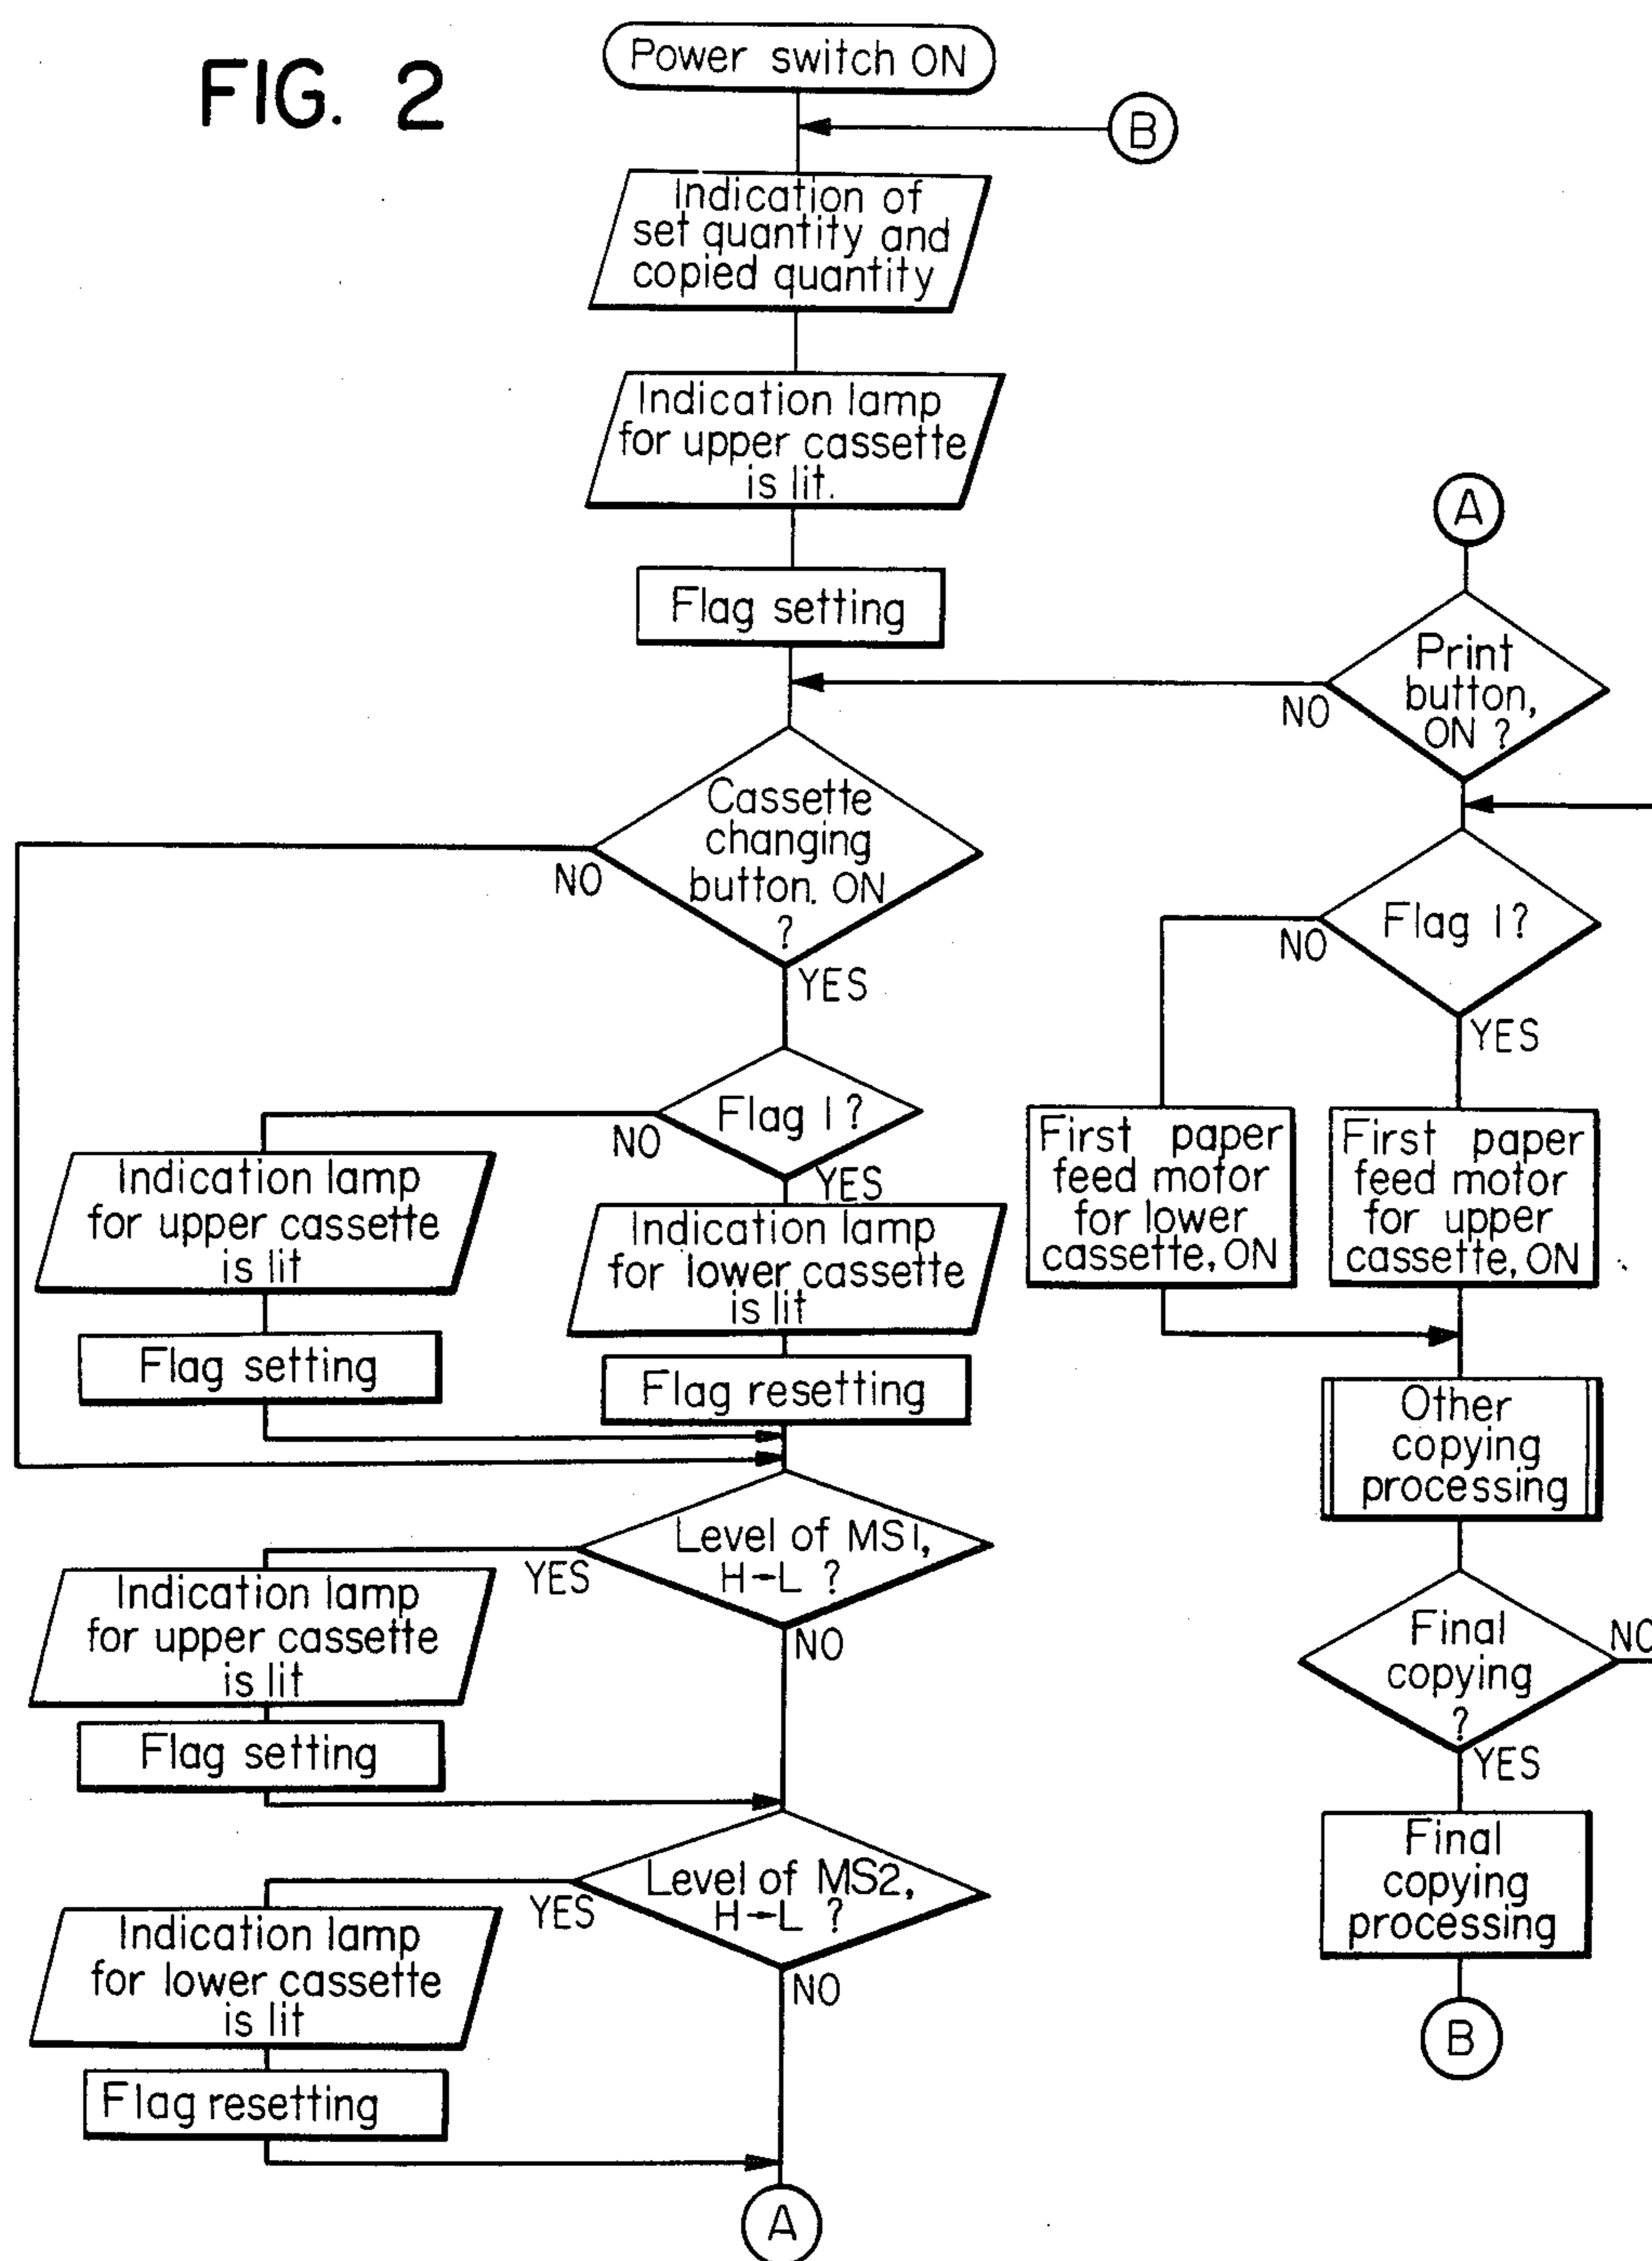 FIG. 2
Power switch ON
B
Indication of
set quantity and
copied quantity
Indication lamp
for upper cassette
is lit.
Flag setting
Cassette
changing
button. ON
?
NO
YES
Flag 1?
NO
YES
Indication lamp
for upper cassette
is lit
Flag setting
Indication lamp
for lower cassette
is lit
Flag resetting
Level of MS1,
H→L ?
YES
NO
Indication lamp
for upper cassette
is lit
Flag setting
Level of MS2,
H→L ?
YES
NO
Indication lamp
for lower cassette
is lit
Flag resetting
A
A
Print
button,
ON ?
NO
Flag 1?
NO
YES
First paper
feed motor
for lower
cassette, ON
First paper
feed motor
for upper
cassette, ON
Other
copying
processing
Final
copying
?
NO
YES
Final
copying
processing
B